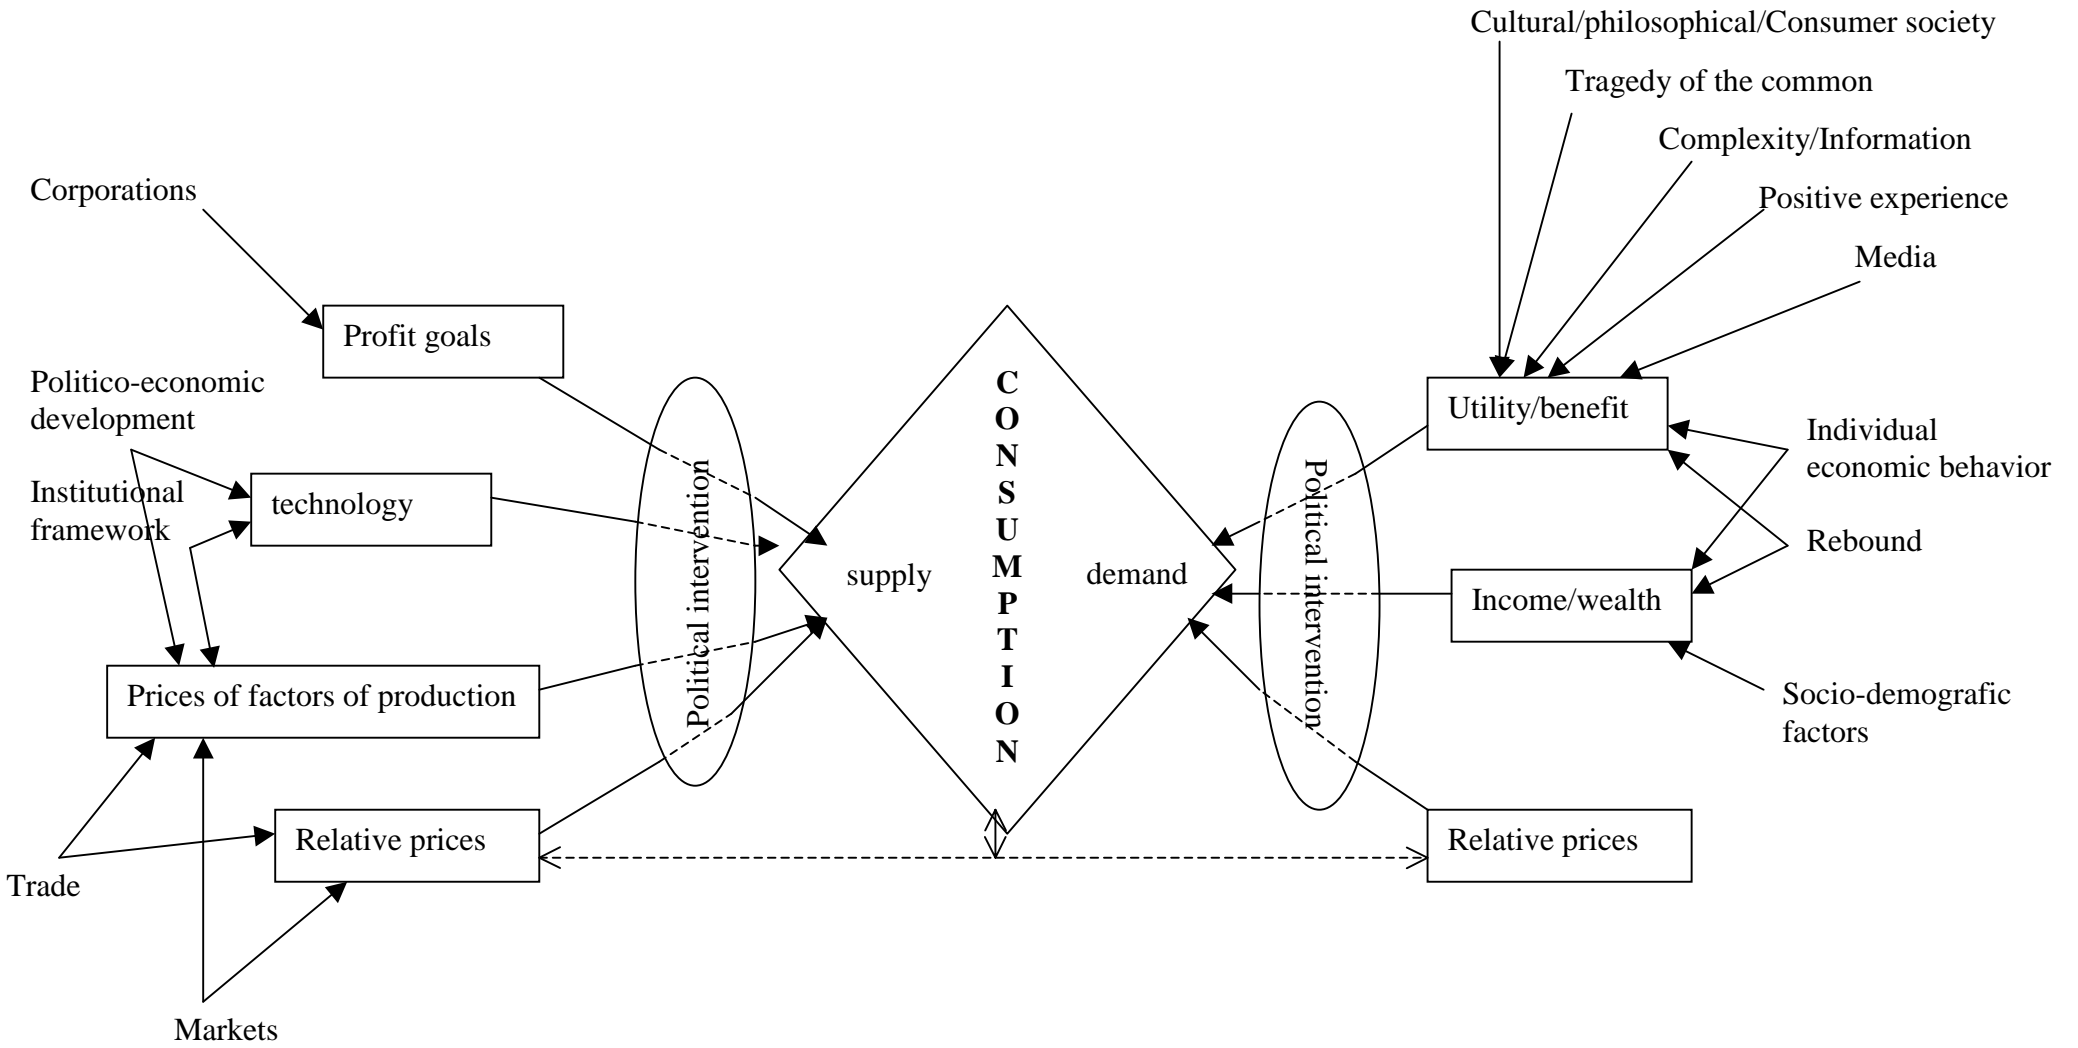 Cultural/philosophical/Consumer society
Tragedy of the common
Complexity/Information
Positive experience
Media
Corporations
Profit goals
Politico-economic
development
Institutional
framework
technology
Prices of factors of production
Relative prices
Trade
Markets
Political intervention
supply
CONSUMPTION
demand
Political intervention
Utility/benefit
Individual
economic behavior
Rebound
Income/wealth
Socio-demografic
factors
Relative prices